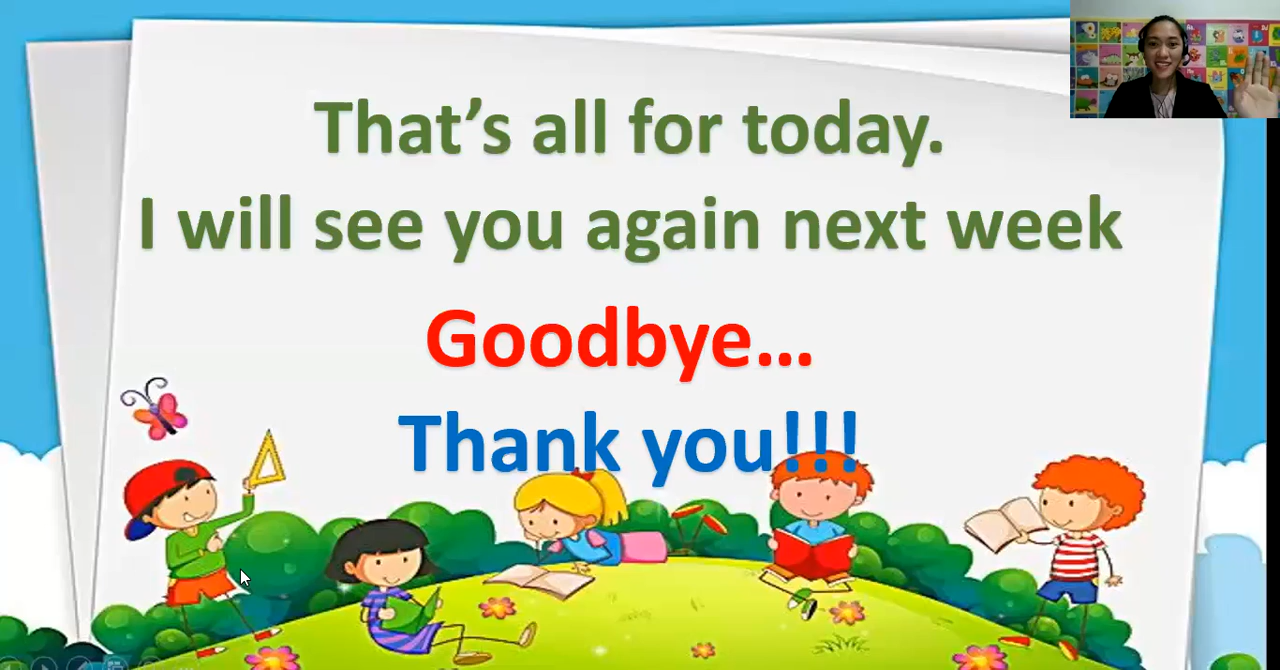 That’s all for today.
I will see you again next week
Goodbye…
Thank you!!!